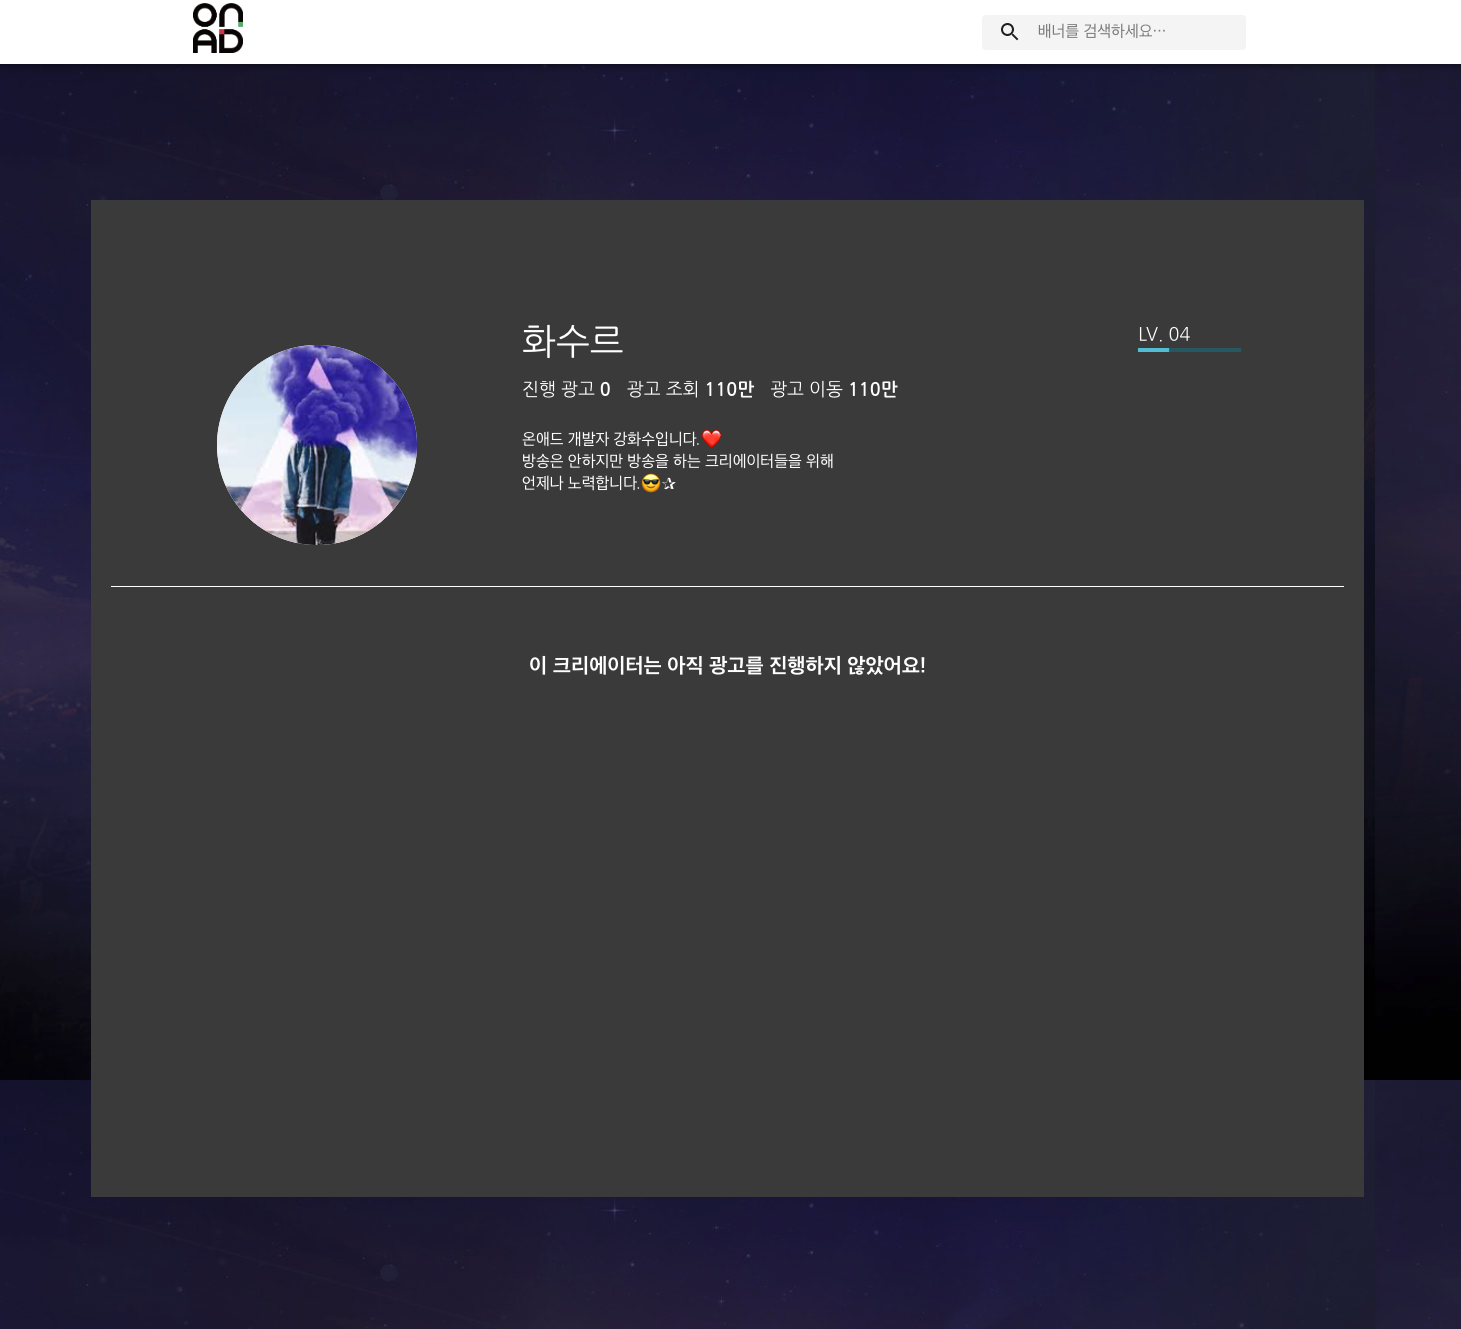 ON
AD
배너를 검색하세요…
화수르
LV. 04
진행 광고 0 광고 조회 110만 광고 이동 110만
온애드 개발자 강화수입니다.❤️
방송은 안하지만 방송을 하는 크리에이터들을 위해
언제나 노력합니다.😎✰
이 크리에이터는 아직 광고를 진행하지 않았어요!